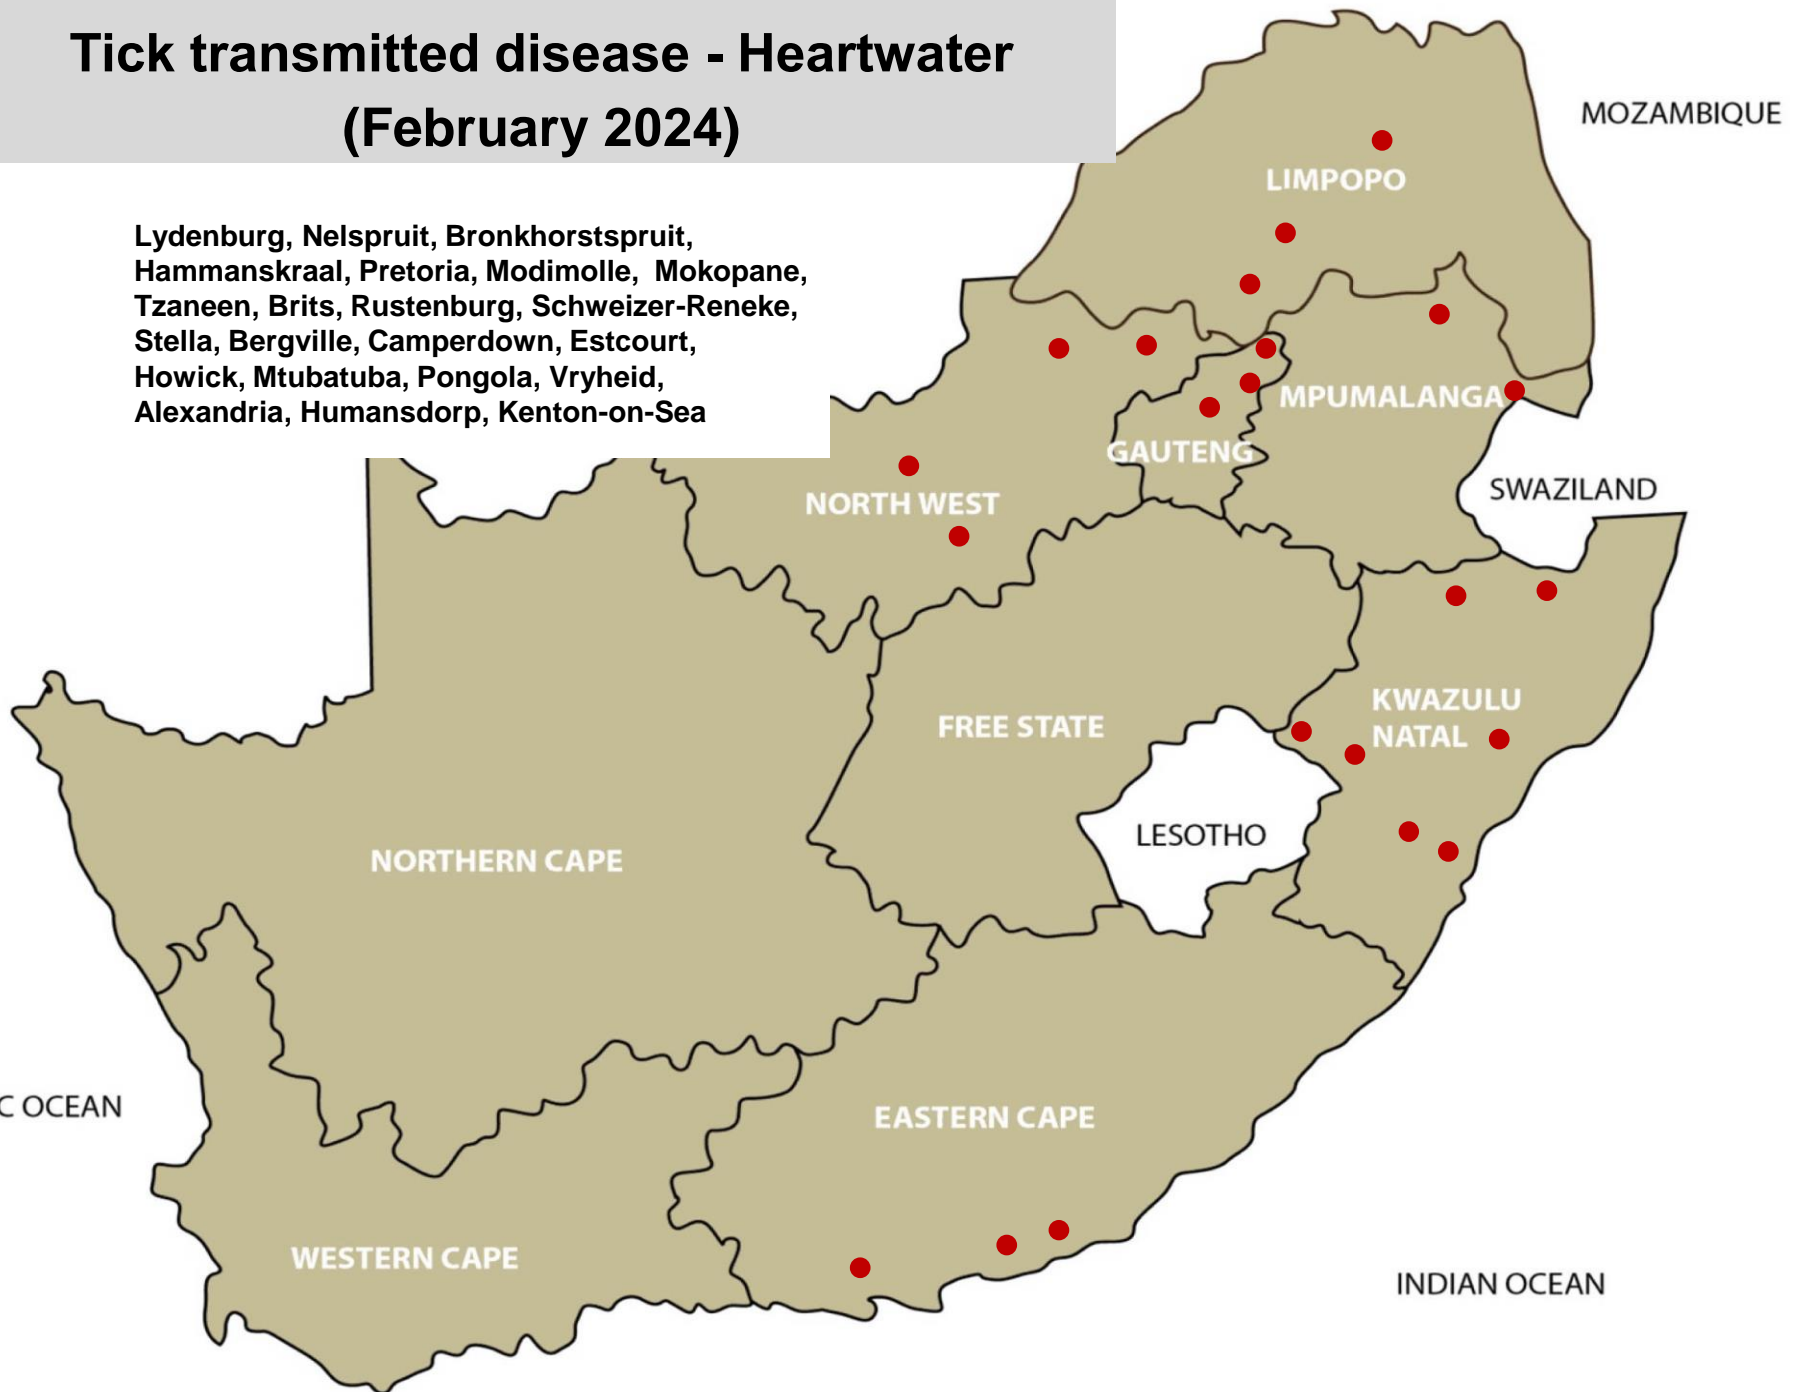 Tick transmitted disease - Heartwater
(February 2024)
MOZAMBIQUE
LIMPOPO
Lydenburg, Nelspruit, Bronkhorstspruit,
Hammanskraal, Pretoria, Modimolle, Mokopane,
Tzaneen, Brits, Rustenburg, Schweizer-Reneke,
Stella, Bergville, Camperdown, Estcourt,
Howick, Mtubatuba, Pongola, Vryheid,
Alexandria, Humansdorp, Kenton-on-Sea
MPUMALANGA
GAUTENG
SWAZILAND
NORTH WEST
KWAZULU
NATAL
FREE STATE
LESOTHO
NORTHERN CAPE
C OCEAN
EASTERN CAPE
WESTERN CAPE
INDIAN OCEAN